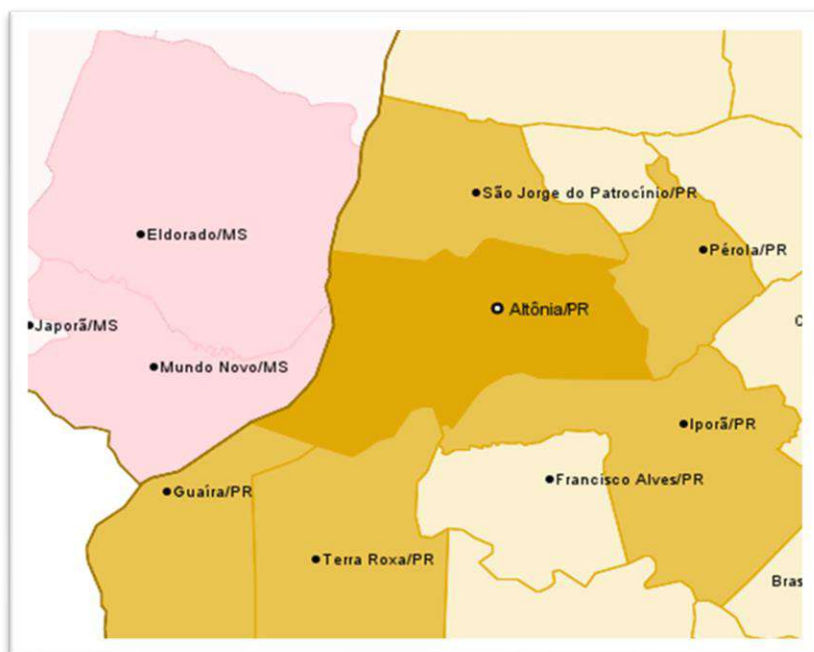 São Jorge do Patrocínio/PR
Eldorado/MS
Pérola/PR
Altônia/PR
Japorã/MS
Mundo Novo/MS
Iporã/PR
Francisco Alves/PR
Guaíra/PR
Terra Roxa/PR